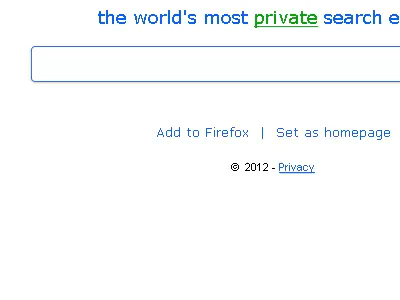 the world's most private search e
Add to Firefox | Set as homepage
© 2012 - Privacy